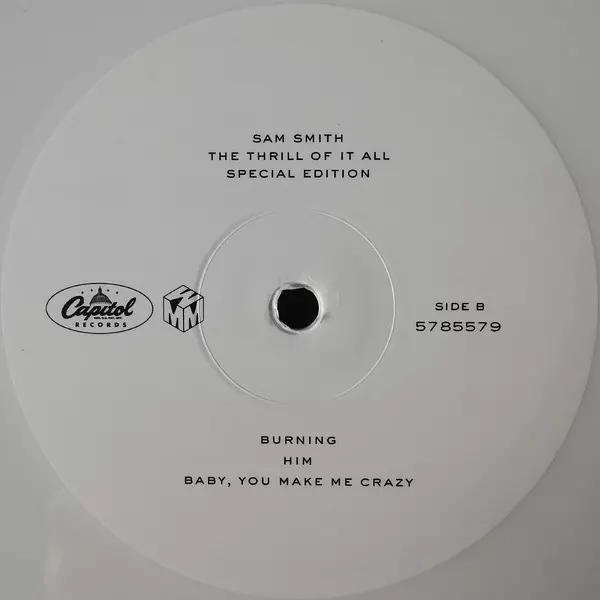 SAM SMITH
THE THRILL OF IT ALL
SPECIAL EDITION
Capitol
RECORDS
MMM
SIDE B
5785579
BURNING
HIM
BABY, YOU MAKE ME CRAZY